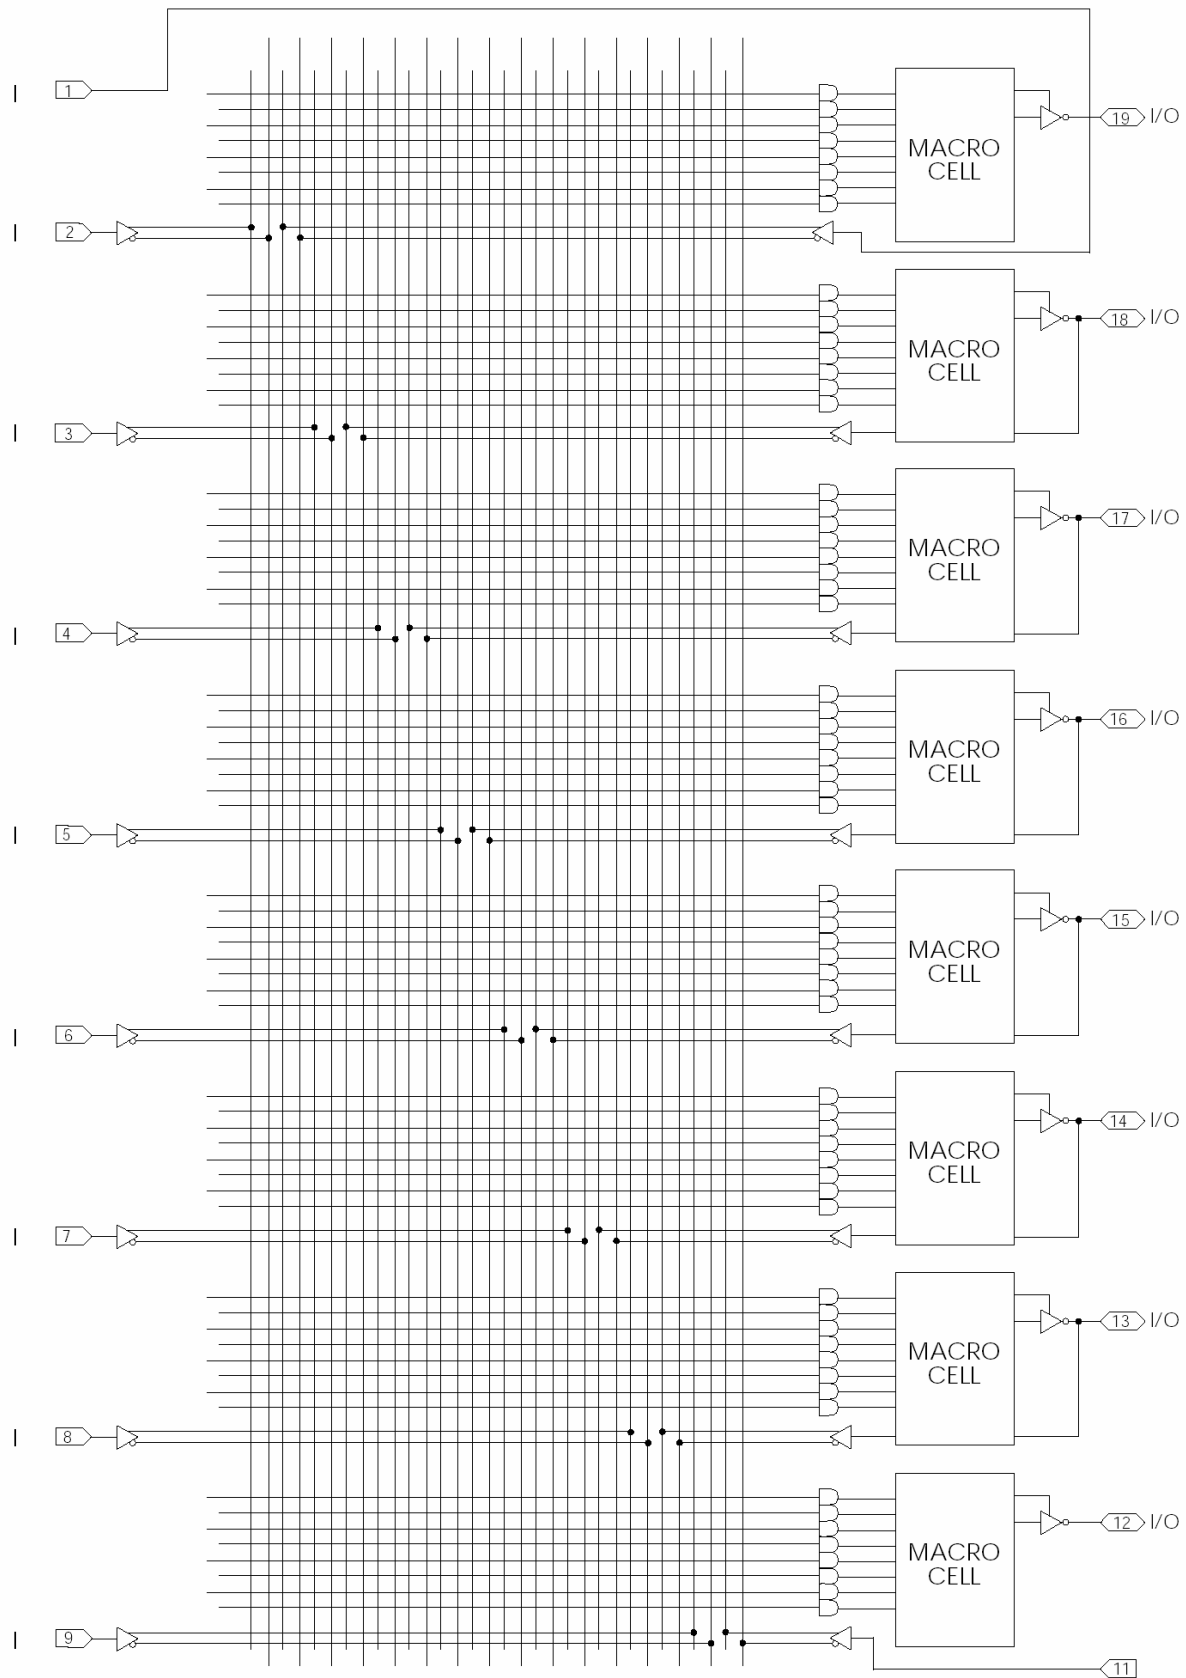 I 1
MACRO
CELL
19 I/O
I 2
MACRO
CELL
18 I/O
I 3
MACRO
CELL
17 I/O
I 4
MACRO
CELL
16 I/O
I 5
MACRO
CELL
15 I/O
I 6
MACRO
CELL
14 I/O
I 7
MACRO
CELL
13 I/O
I 8
MACRO
CELL
12 I/O
I 9
11